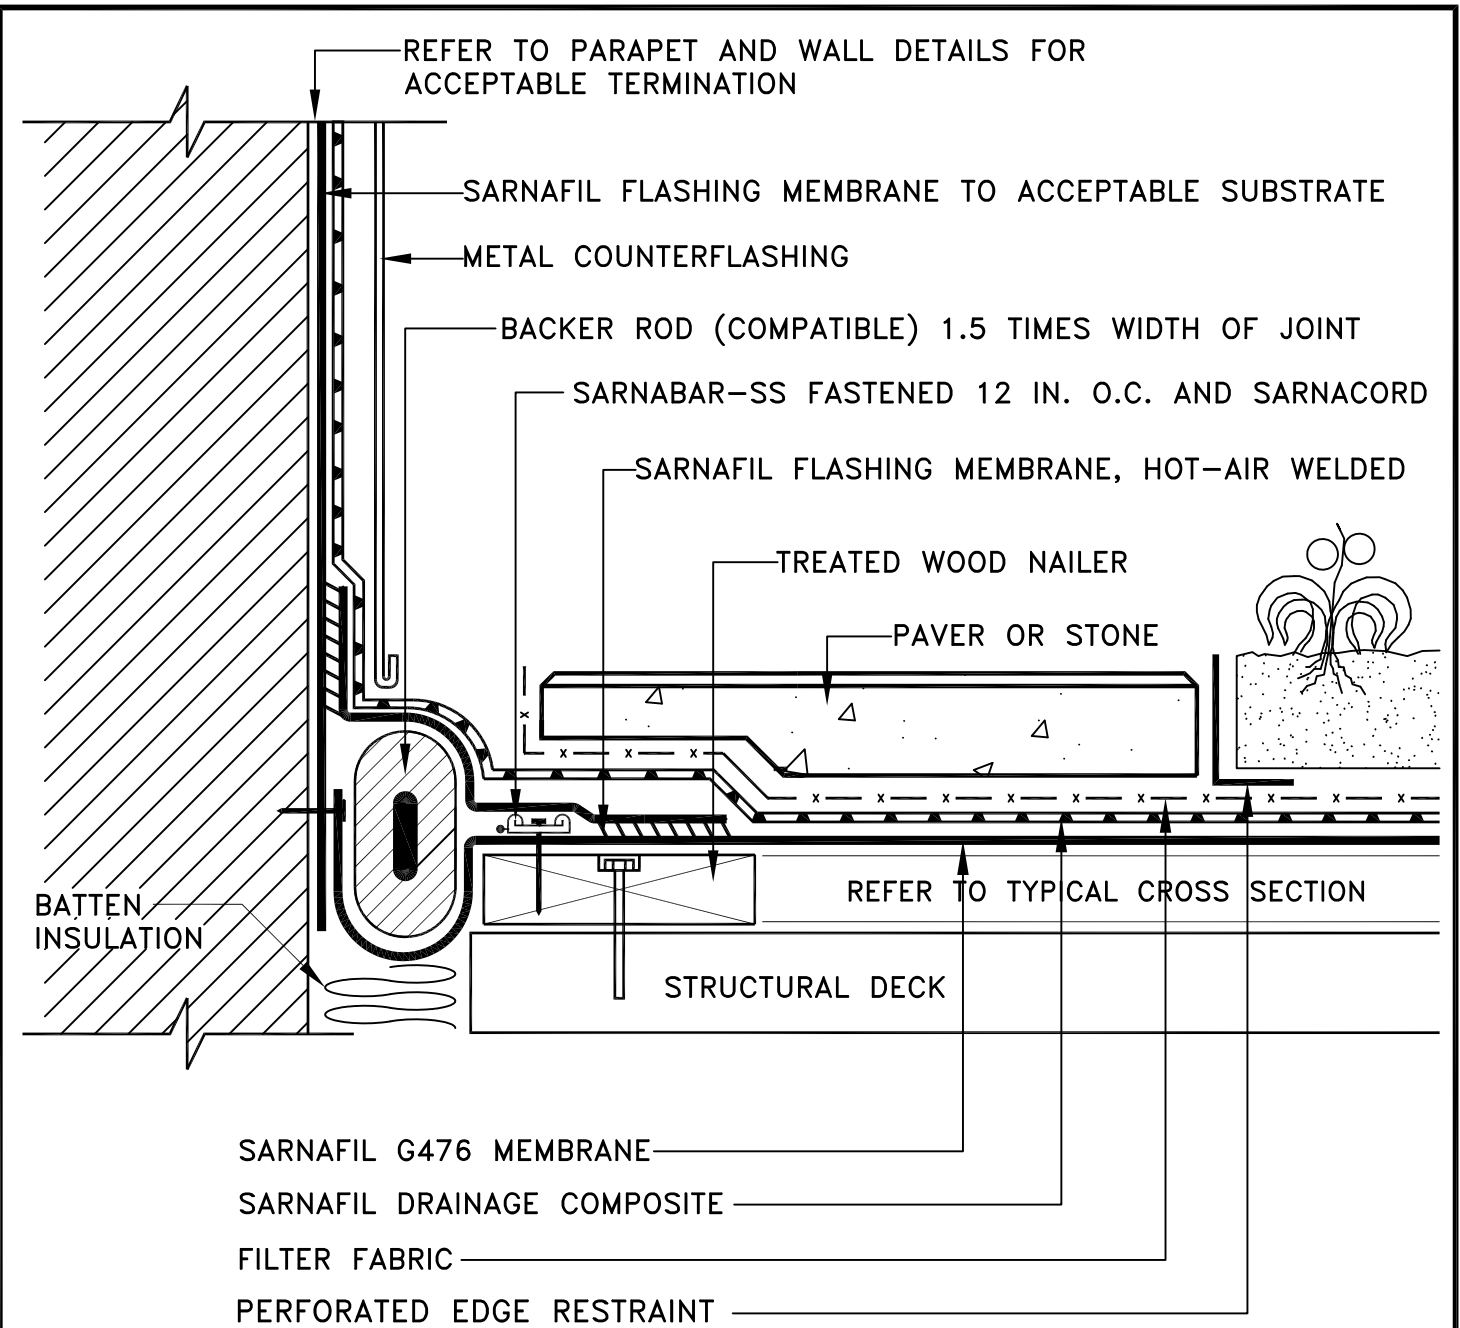 REFER TO PARAPET AND WALL DETAILS FOR
ACCEPTABLE TERMINATION
SARNAFIL FLASHING MEMBRANE TO ACCEPTABLE SUBSTRATE
METAL COUNTERFLASHING
BACKER ROD (COMPATIBLE) 1.5 TIMES WIDTH OF JOINT
SARNABAR-SS FASTENED 12 IN. O.C. AND SARNACORD
SARNAFIL FLASHING MEMBRANE, HOT-AIR WELDED
TREATED WOOD NAILER
PAVER OR STONE
REFER TO TYPICAL CROSS SECTION
BATTEN
INSULATION
STRUCTURAL DECK
SARNAFIL G476 MEMBRANE
SARNAFIL DRAINAGE COMPOSITE
FILTER FABRIC
PERFORATED EDGE RESTRAINT